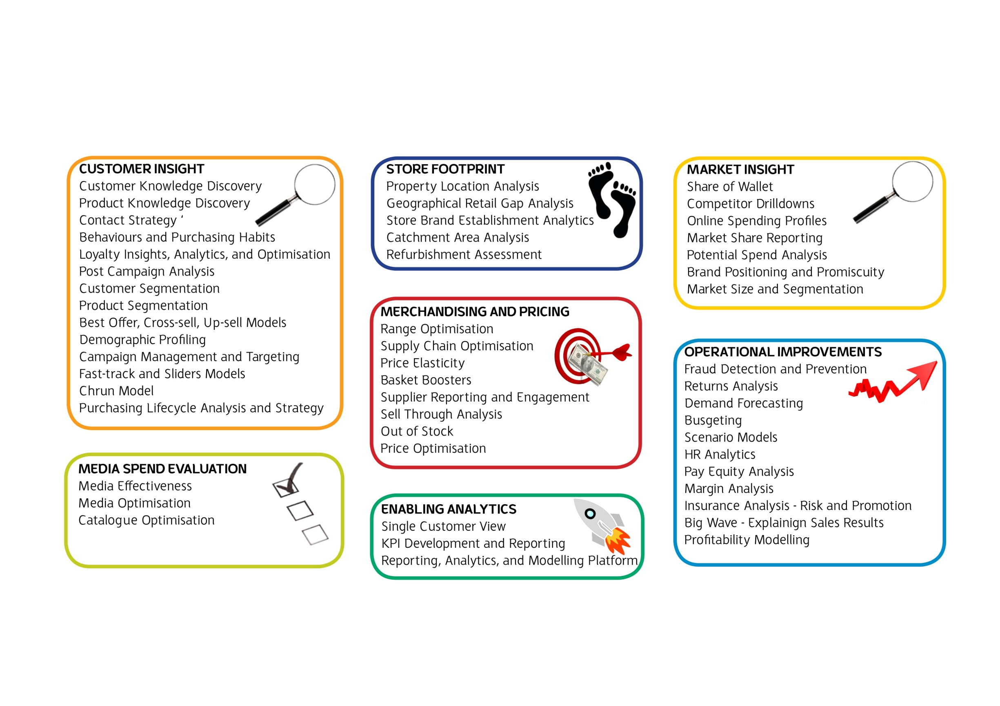 CUSTOMER INSIGHT
Customer Knowledge Discovery
Product Knowledge Discovery
Contact Strategy ‘
Behaviours and Purchasing Habits
Loyalty Insights, Analytics, and Optimisation
Post Campaign Analysis
Customer Segmentation
Product Segmentation
Best Offer, Cross-sell, Up-sell Models
Demographic Profiling
Campaign Management and Targeting
Fast-track and Sliders Models
Chrun Model
Purchasing Lifecycle Analysis and Strategy
MEDIA SPEND EVALUATION
Media Effectiveness
Media Optimisation
Catalogue Optimisation
STORE FOOTPRINT
Property Location Analysis
Geographical Retail Gap Analysis
Store Brand Establishment Analytics
Catchment Area Analysis
Refurbishment Assessment
MERCHANDISING AND PRICING
Range Optimisation
Supply Chain Optimisation
Price Elasticity
Basket Boosters
Supplier Reporting and Engagement
Sell Through Analysis
Out of Stock
Price Optimisation
ENABLING ANALYTICS
Single Customer View
KPI Development and Reporting
Reporting, Analytics, and Modelling Platform
MARKET INSIGHT
Share of Wallet
Competitor Drilldowns
Online Spending Profiles
Market Share Reporting
Potential Spend Analysis
Brand Positioning and Promiscuity
Market Size and Segmentation
OPERATIONAL IMPROVEMENTS
Fraud Detection and Prevention
Returns Analysis
Demand Forecasting
Busgeting
Scenario Models
HR Analytics
Pay Equity Analysis
Margin Analysis
Insurance Analysis - Risk and Promotion
Big Wave - Explainign Sales Results
Profitability Modelling